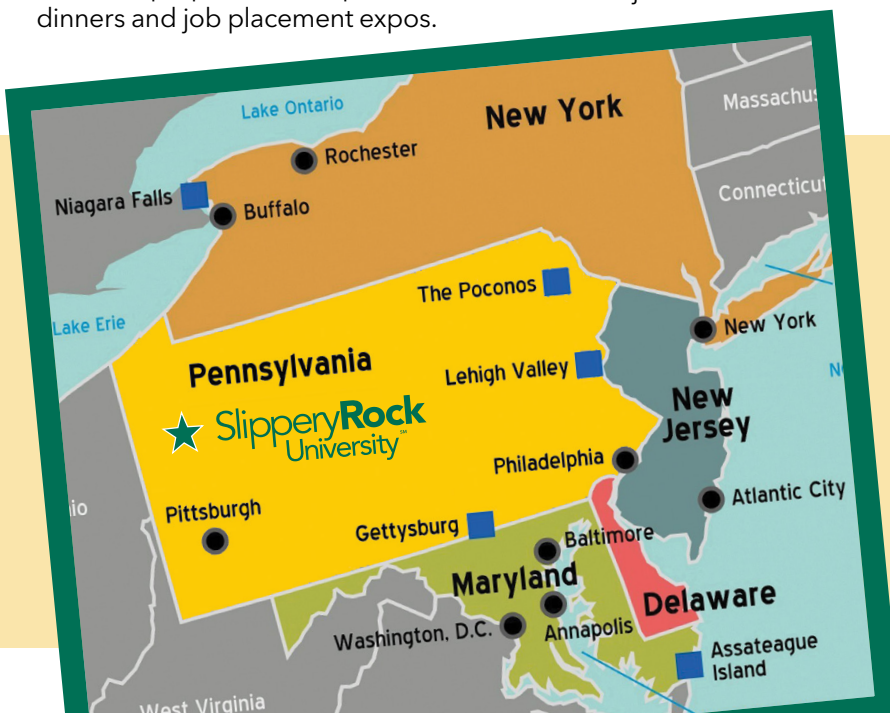 dinners and job placement expos.
Lake Ontario
New York
Massachus
Rochester
Niagara Falls
Connecticut
Buffalo
The Poconos
Lake Erie
New York
Pennsylvania
Lehigh Valley
New
Jersey
SlipperyRock
University
Philadelphia
Atlantic City
Pittsburgh
Gettysburg
Baltimore
Maryland
Delaware
Washington, D.C.
Annapolis
Assateague
Island
West Virginia